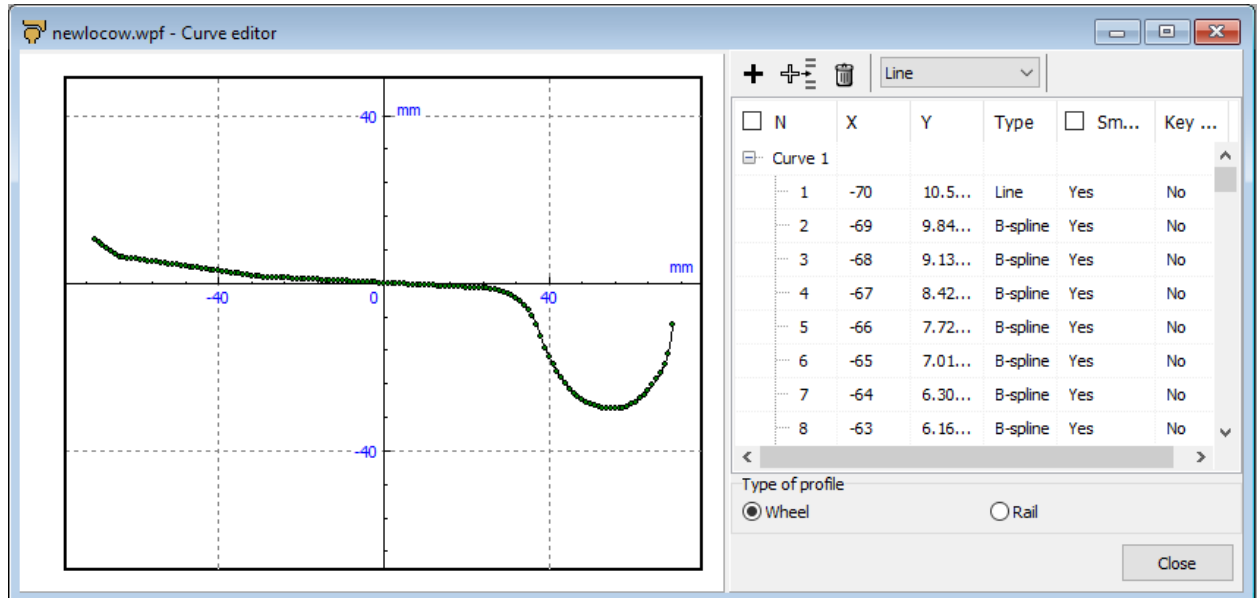 newlocow.wpf - Curve editor
Line
40 mm
mm
-40 0 40
-40
N X Y Type Sm... Key ...
Curve 1
1 -70 10.5... Line Yes No
2 -69 9.84... B-spline Yes No
3 -68 9.13... B-spline Yes No
4 -67 8.42... B-spline Yes No
5 -66 7.72... B-spline Yes No
6 -65 7.01... B-spline Yes No
7 -64 6.30... B-spline Yes No
8 -63 6.16... B-spline Yes No
Type of profile
Wheel Rail
Close